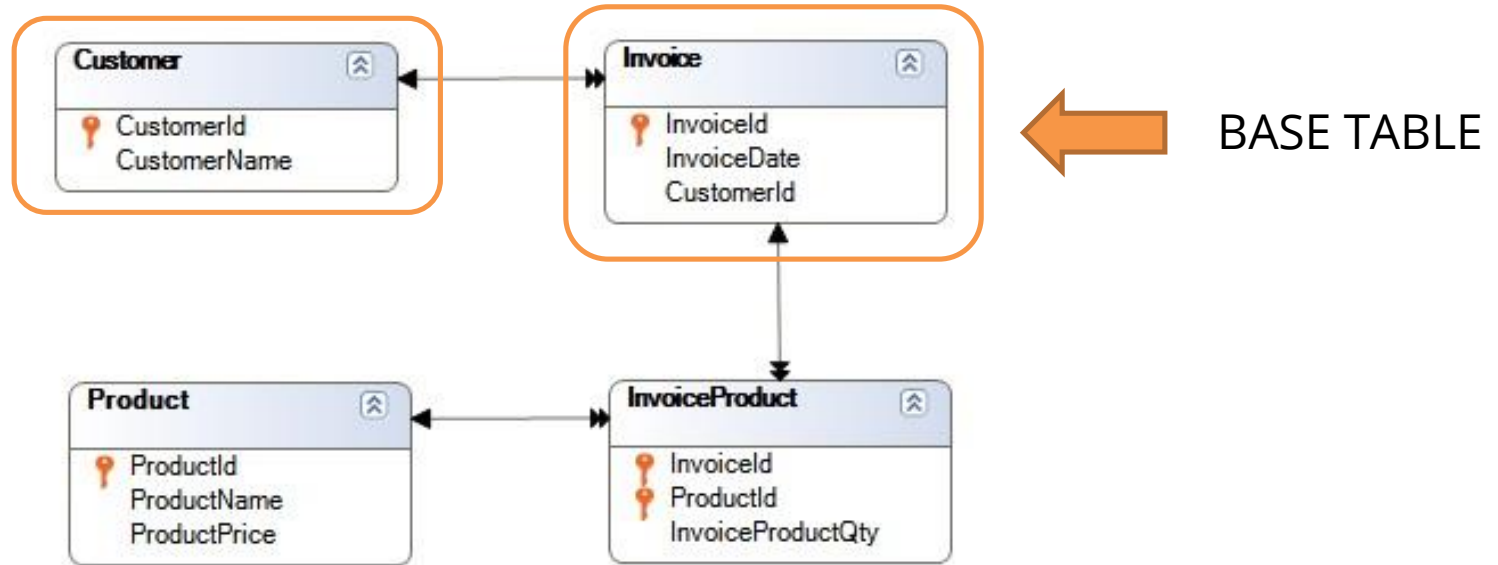 Customer
CustomerId
CustomerName
Invoice
InvoiceId
InvoiceDate
CustomerId
BASE TABLE
Product
ProductId
ProductName
ProductPrice
InvoiceProduct
InvoiceId
ProductId
InvoiceProductQty